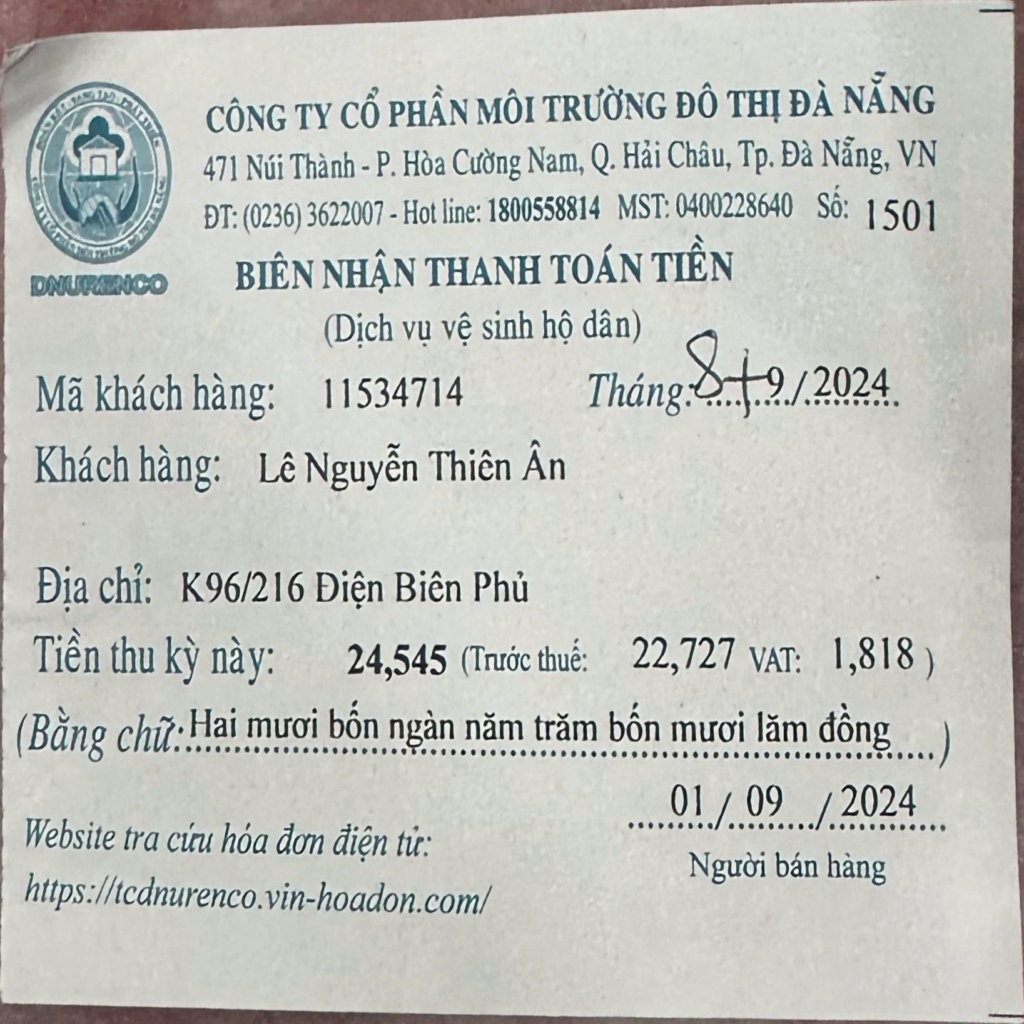 CÔNG TY CỔ PHẦN MÔI TRƯỜNG ĐÔ THỊ ĐÀ NẴNG
471 Núi Thành - P. Hòa Cường Nam, Q. Hải Châu, Tp. Đà Nẵng, VN
ĐT: (0236) 3622007 - Hot line: 1800558814 MST: 0400228640 Số: 1501
DNURENCO
BIÊN NHẬN THANH TOÁN TIỀN
(Dịch vụ vệ sinh hộ dân)
Mã khách hàng: 11534714 Tháng: 8+9/2024
Khách hàng: Lê Nguyễn Thiên Ân
Địa chỉ: K96/216 Điện Biên Phủ
Tiền thu kỳ này: 24,545 (Trước thuế: 22,727 VAT: 1,818 )
(Bằng chữ: Hai mươi bốn ngàn năm trăm bốn mươi lăm đồng ....)
01 / 09 / 2024
Người bán hàng
Website tra cứu hóa đơn điện tử:
https://tcdnurenco.vin-hoadon.com/